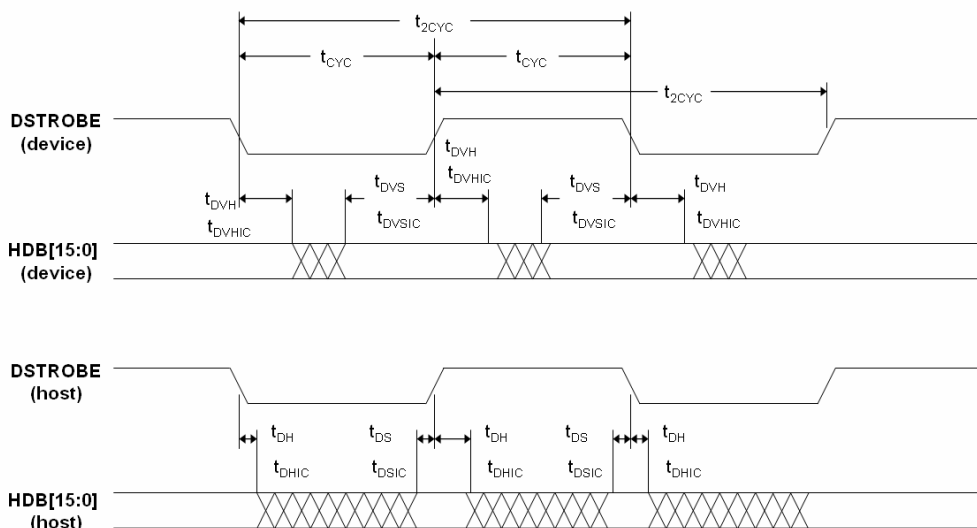 t2CYC
tCYC tCYC
t2CYC
DSTROBE
(device)
tDVH
tDVHIC
tDVS tDVS
tDVH tDVH
tDVHIC tDVSIC tDVSIC tDVHIC
HDB[15:0]
(device)
DSTROBE
(host)
tDH tDS tDH tDS tDH
tDHIC tDSIC tDHIC tDSIC tDHIC
HDB[15:0]
(host)